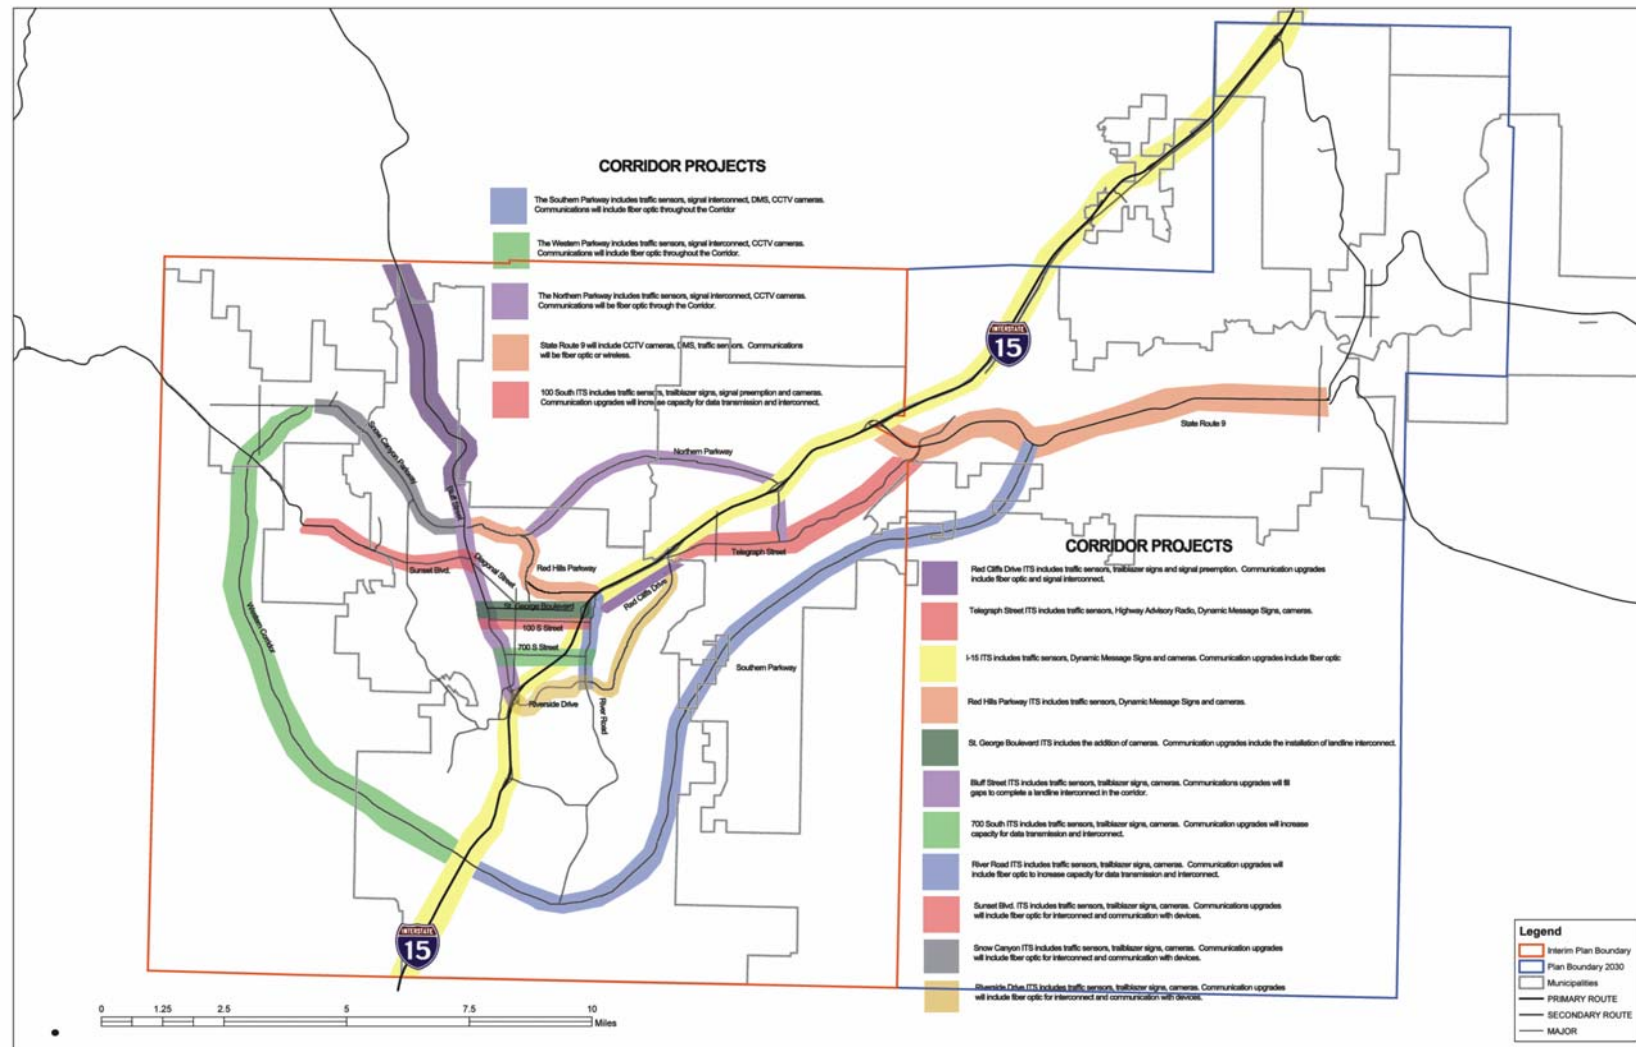 CORRIDOR PROJECTS
The Southern Parkway includes traffic sensors, signal interconnect, DMS, CCTV cameras.
Communications will include fiber optic throughout the Corridor
The Western Parkway includes traffic sensors, signal interconnect, CCTV cameras.
Communications will include fiber optic throughout the Corridor.
The Northern Parkway includes traffic sensors, signal interconnect, CCTV cameras.
Communications will be fiber optic through the Corridor.
State Route 9 will include CCTV cameras, DMS, traffic sensors. Communications
will be fiber optic or wireless.
100 South ITS includes traffic sensors, trailblazer signs, signal preemption and cameras.
Communication upgrades will increase capacity for data transmission and interconnect.
INTERSTATE
15
State Route 9
Snow Canyon Parkway
Northern Parkway
Bluff Street
Telegraph Street
Diagonal Street
Red Hills Parkway
Sunset Blvd.
Red Cliffs Drive
St. George Boulevard
100 S Street
700 S Street
Western Corridor
Southern Parkway
Riverside Drive
River Road
CORRIDOR PROJECTS
Red Cliffs Drive ITS includes traffic sensors, trailblazer signs and signal preemption. Communication upgrades
include fiber optic and signal interconnect.
Telegraph Street ITS includes traffic sensors, Highway Advisory Radio, Dynamic Message Signs, cameras.
I-15 ITS includes traffic sensors, Dynamic Message Signs and cameras. Communication upgrades include fiber optic
Red Hills Parkway ITS includes traffic sensors, Dynamic Message Signs and cameras.
St. George Boulevard ITS includes the addition of cameras. Communication upgrades include the installation of landline interconnect.
Bluff Street ITS includes traffic sensors, trailblazer signs, cameras. Communications upgrades will fill
gaps to complete a landline interconnect in the corridor.
700 South ITS includes traffic sensors, trailblazer signs, cameras. Communication upgrades will increase
capacity for data transmission and interconnect.
River Road ITS includes traffic sensors, trailblazer signs, cameras. Communication upgrades will
include fiber optic to increase capacity for data transmission and interconnect.
Sunset Blvd. ITS includes traffic sensors, trailblazer signs, cameras. Communications upgrades
will include fiber optic for interconnect and communication with devices.
Snow Canyon ITS includes traffic sensors, trailblazer signs, cameras. Communication upgrades
will include fiber optic for interconnect and communication with devices.
Riverside Drive ITS includes traffic sensors, trailblazer signs, cameras. Communication upgrades
will include fiber optic for interconnect and communication with devices.
INTERSTATE
15
0 1.25 2.5 5 7.5 10
Miles
Legend
Interim Plan Boundary
Plan Boundary 2030
Municipalities
PRIMARY ROUTE
SECONDARY ROUTE
MAJOR